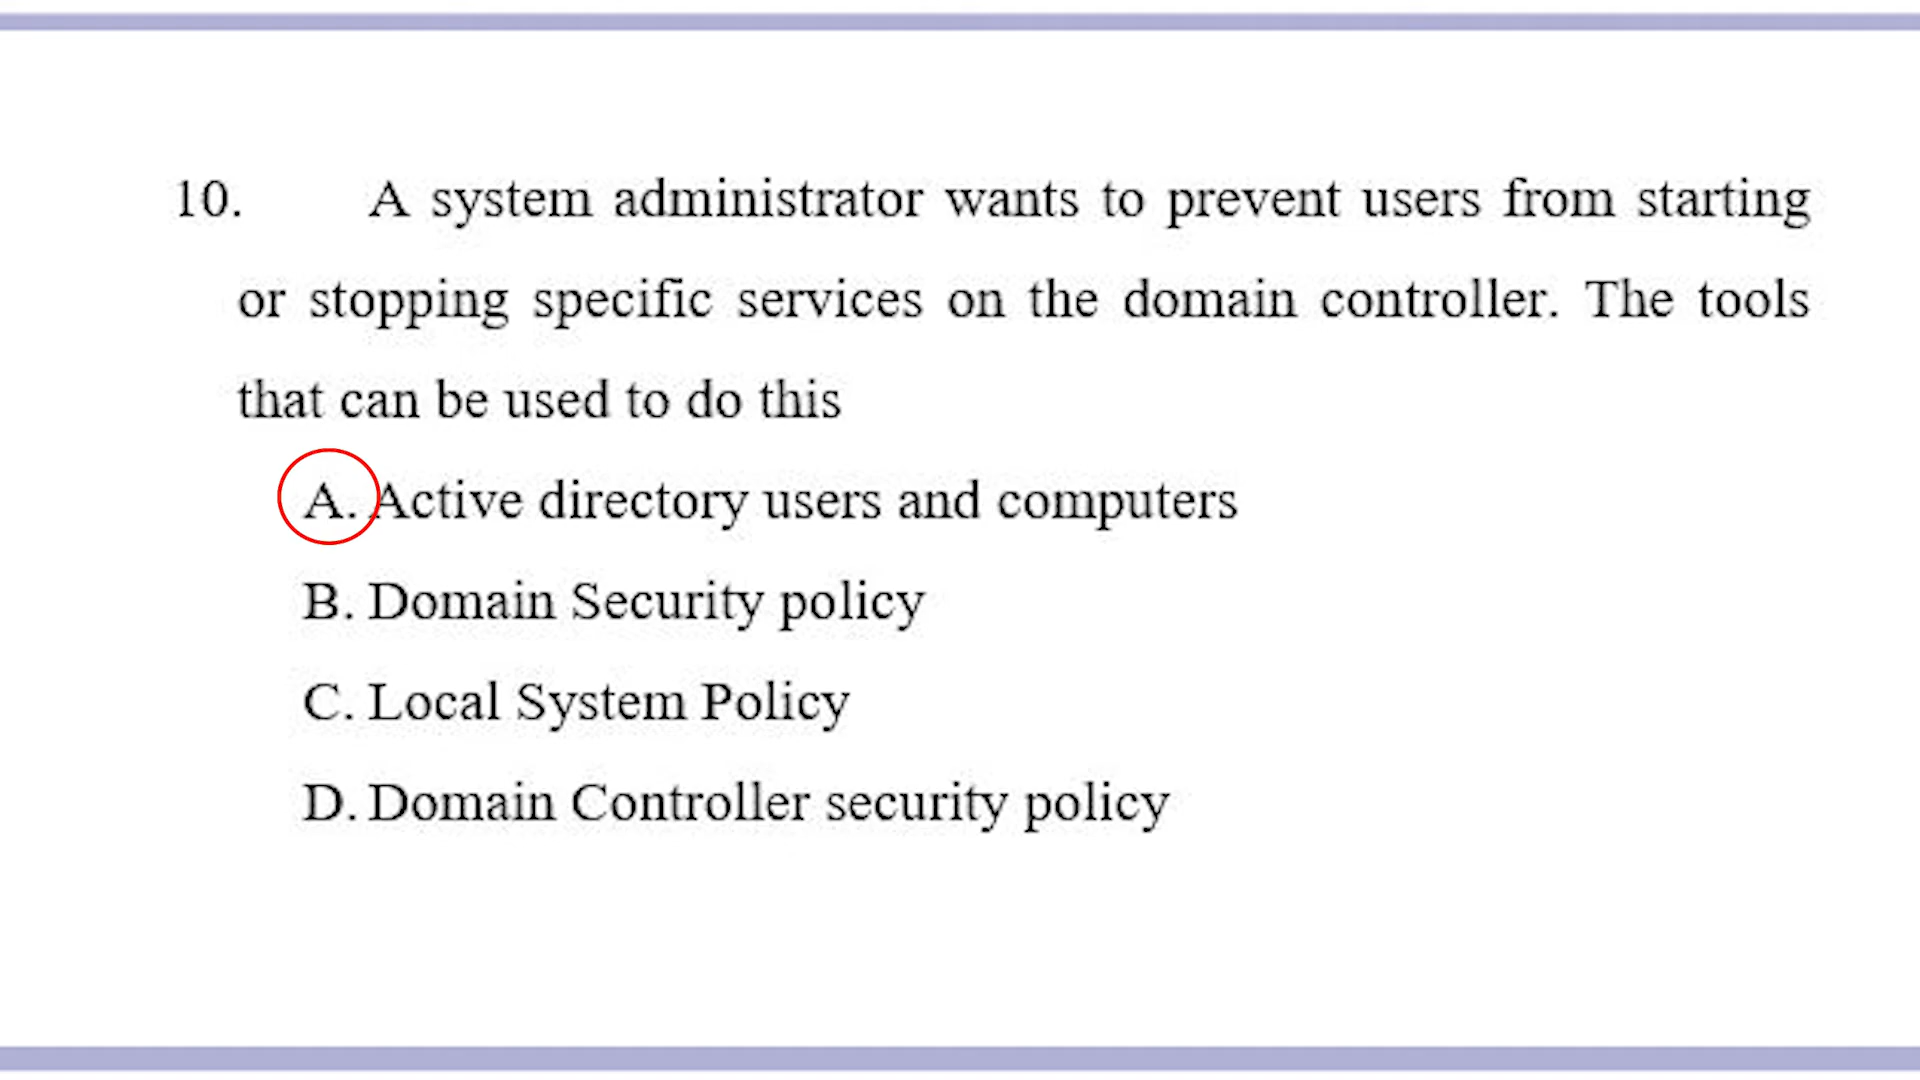 10. A system administrator wants to prevent users from starting
or stopping specific services on the domain controller. The tools
that can be used to do this
A. Active directory users and computers
B. Domain Security policy
C. Local System Policy
D. Domain Controller security policy